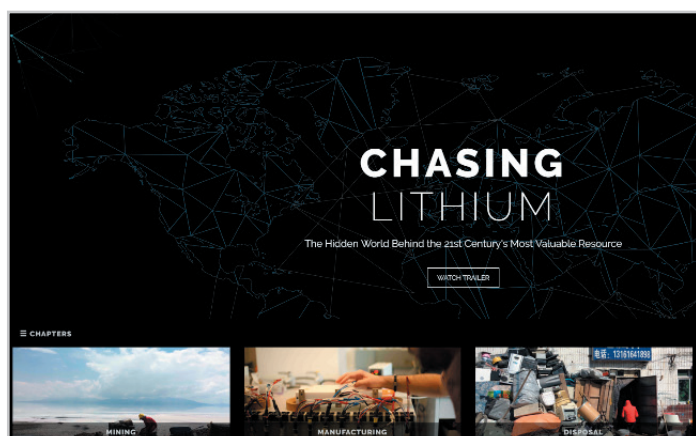 CHASING
LITHIUM
The Hidden World Behind the 21st Century's Most Valuable Resource
WATCH TRAILER
☰ CHAPTERS
电话：13161641898
MINING
MANUFACTURING
DISPOSAL